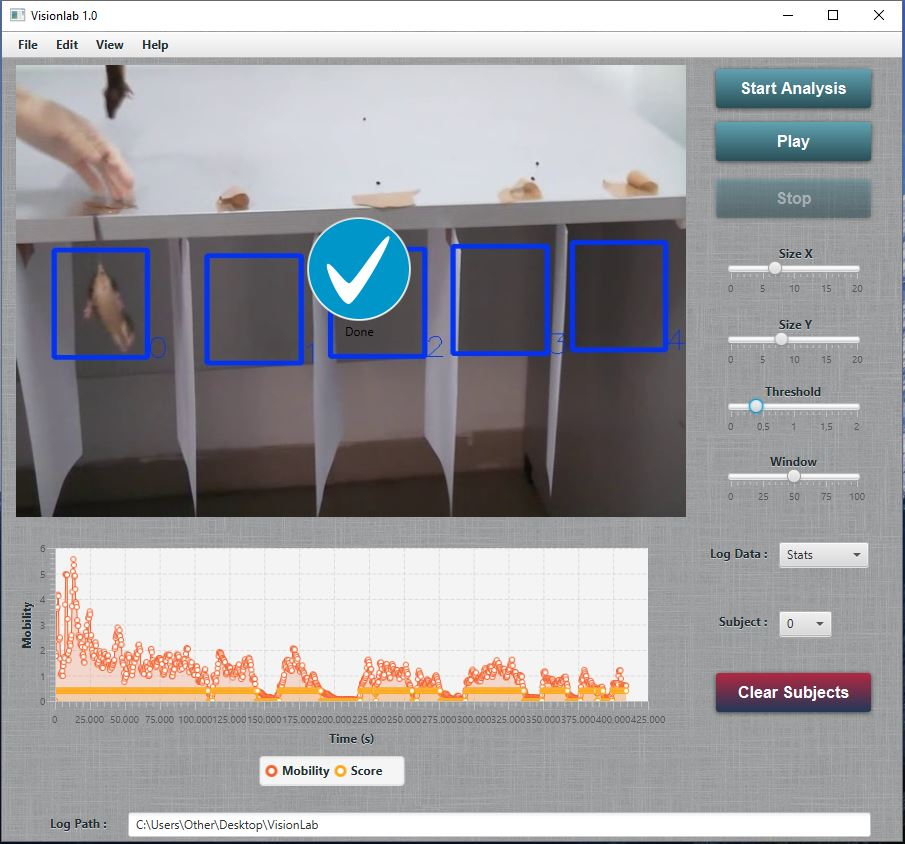 Visionlab 1.0
File Edit View Help
Start Analysis
Play
Stop
Done
0
1
2
3
4
Size X
0 5 10 15 20
Size Y
0 5 10 15 20
Threshold
0 0,5 1 1,5 2
Window
0 25 50 75 100
Log Data : Stats
Subject : 0
Clear Subjects
Mobility
6
5
4
3
2
1
0
0 25.000 50.000 75.000 100.000 125.000 150.000 175.000 200.000 225.000 250.000 275.000 300.000 325.000 350.000 375.000 400.000 425.000
Time (s)
Mobility Score
Log Path : C:\Users\Other\Desktop\VisionLab